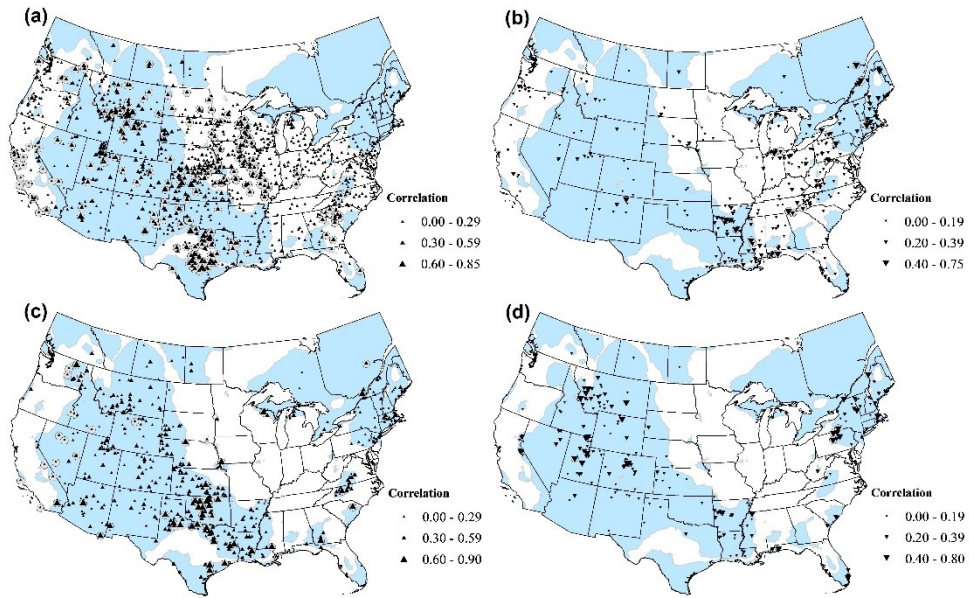 (a)
Correlation
0.00 - 0.29
0.30 - 0.59
0.60 - 0.85
(b)
Correlation
0.00 - 0.19
0.20 - 0.39
0.40 - 0.75
(c)
Correlation
0.00 - 0.29
0.30 - 0.59
0.60 - 0.90
(d)
Correlation
0.00 - 0.19
0.20 - 0.39
0.40 - 0.80